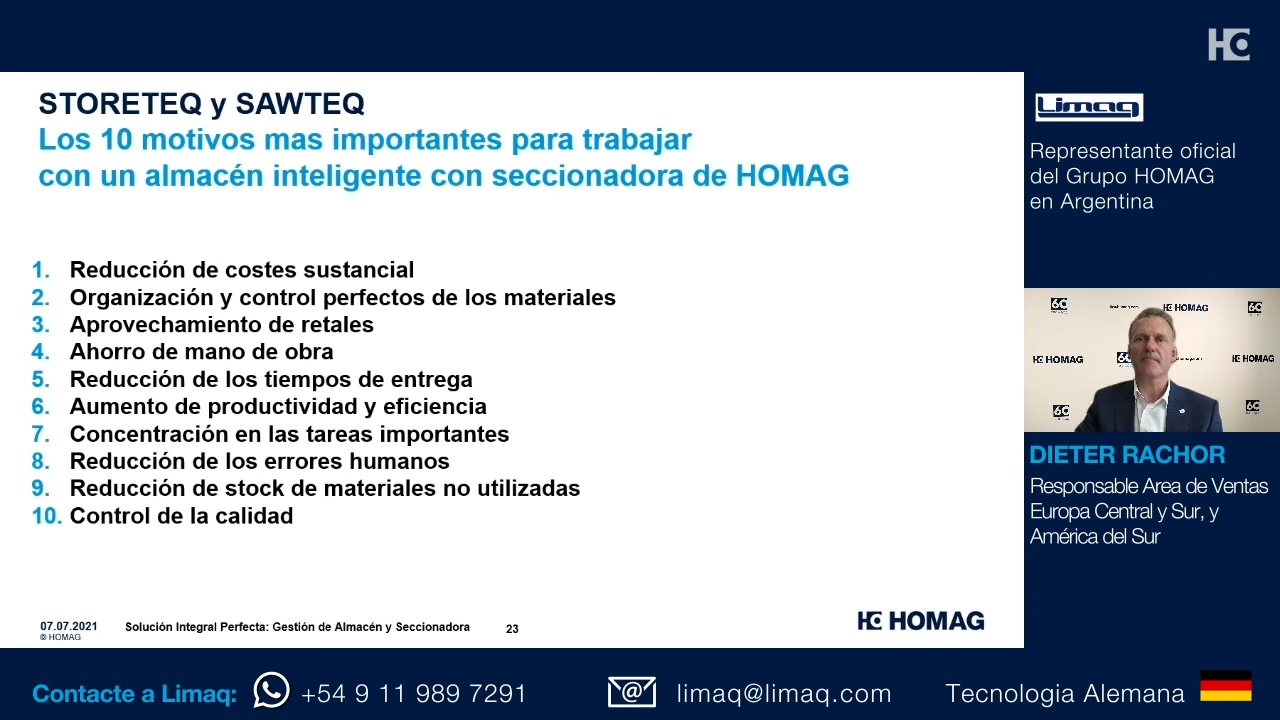 STORETEQ y SAWTEQ
Los 10 motivos mas importantes para trabajar
con un almacén inteligente con seccionadora de HOMAG
1. Reducción de costes sustancial
2. Organización y control perfectos de los materiales
3. Aprovechamiento de retales
4. Ahorro de mano de obra
5. Reducción de los tiempos de entrega
6. Aumento de productividad y eficiencia
7. Concentración en las tareas importantes
8. Reducción de los errores humanos
9. Reducción de stock de materiales no utilizadas
10. Control de la calidad
07.07.2021
© HOMAG
Solución Integral Perfecta: Gestión de Almacén y Seccionadora
23
HOMAG
Limaq
Representante oficial
del Grupo HOMAG
en Argentina
60
HOMAG
HOMAG
60
HOMAG
60
60
DIETER RACHOR
Responsable Area de Ventas
Europa Central y Sur, y
América del Sur
Contacte a Limaq: +54 9 11 989 7291 limaq@limaq.com Tecnologia Alemana